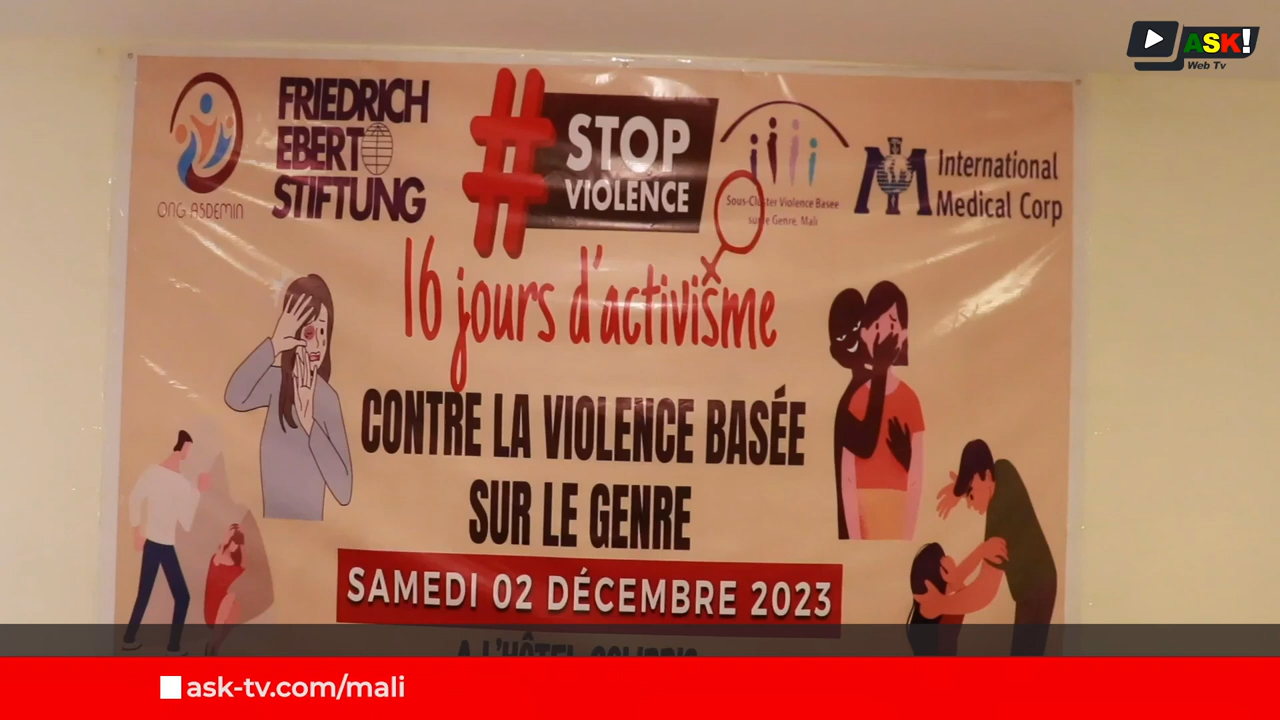 ASK!
Web Tv
ONG ASDEMIN
FRIEDRICH
EBERT
STIFTUNG
#STOP
VIOLENCE
Sous-Cluster Violence Basée
sur le Genre, Mali
International
Medical Corp
16 jours d'activisme
CONTRE LA VIOLENCE BASÉE
SUR LE GENRE
SAMEDI 02 DÉCEMBRE 2023
A L'HÔTEL COLIBRIS
ask-tv.com/mali